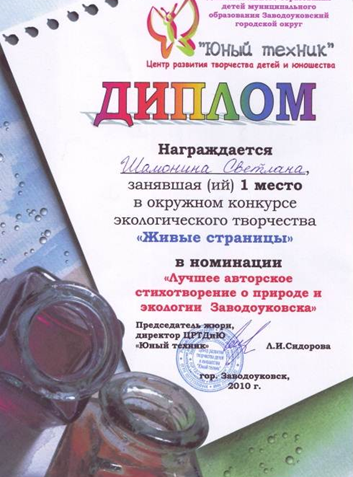 детей муниципального
образования Заводоуковский
городской округ
"Юный техник"
Центр развития творчества детей и юношества
ДИПЛОМ
Награждается
Шамонина Светлана,
занявшая (ий) 1 место
в окружном конкурсе
экологического творчества
«Живые страницы»
в номинации
«Лучшее авторское
стихотворение о природе и
экологии Заводоуковска»
Председатель жюри,
директор ЦРТДиЮ
«Юный техник» Л.И.Сидорова
гор. Заводоуковск,
2010 г.